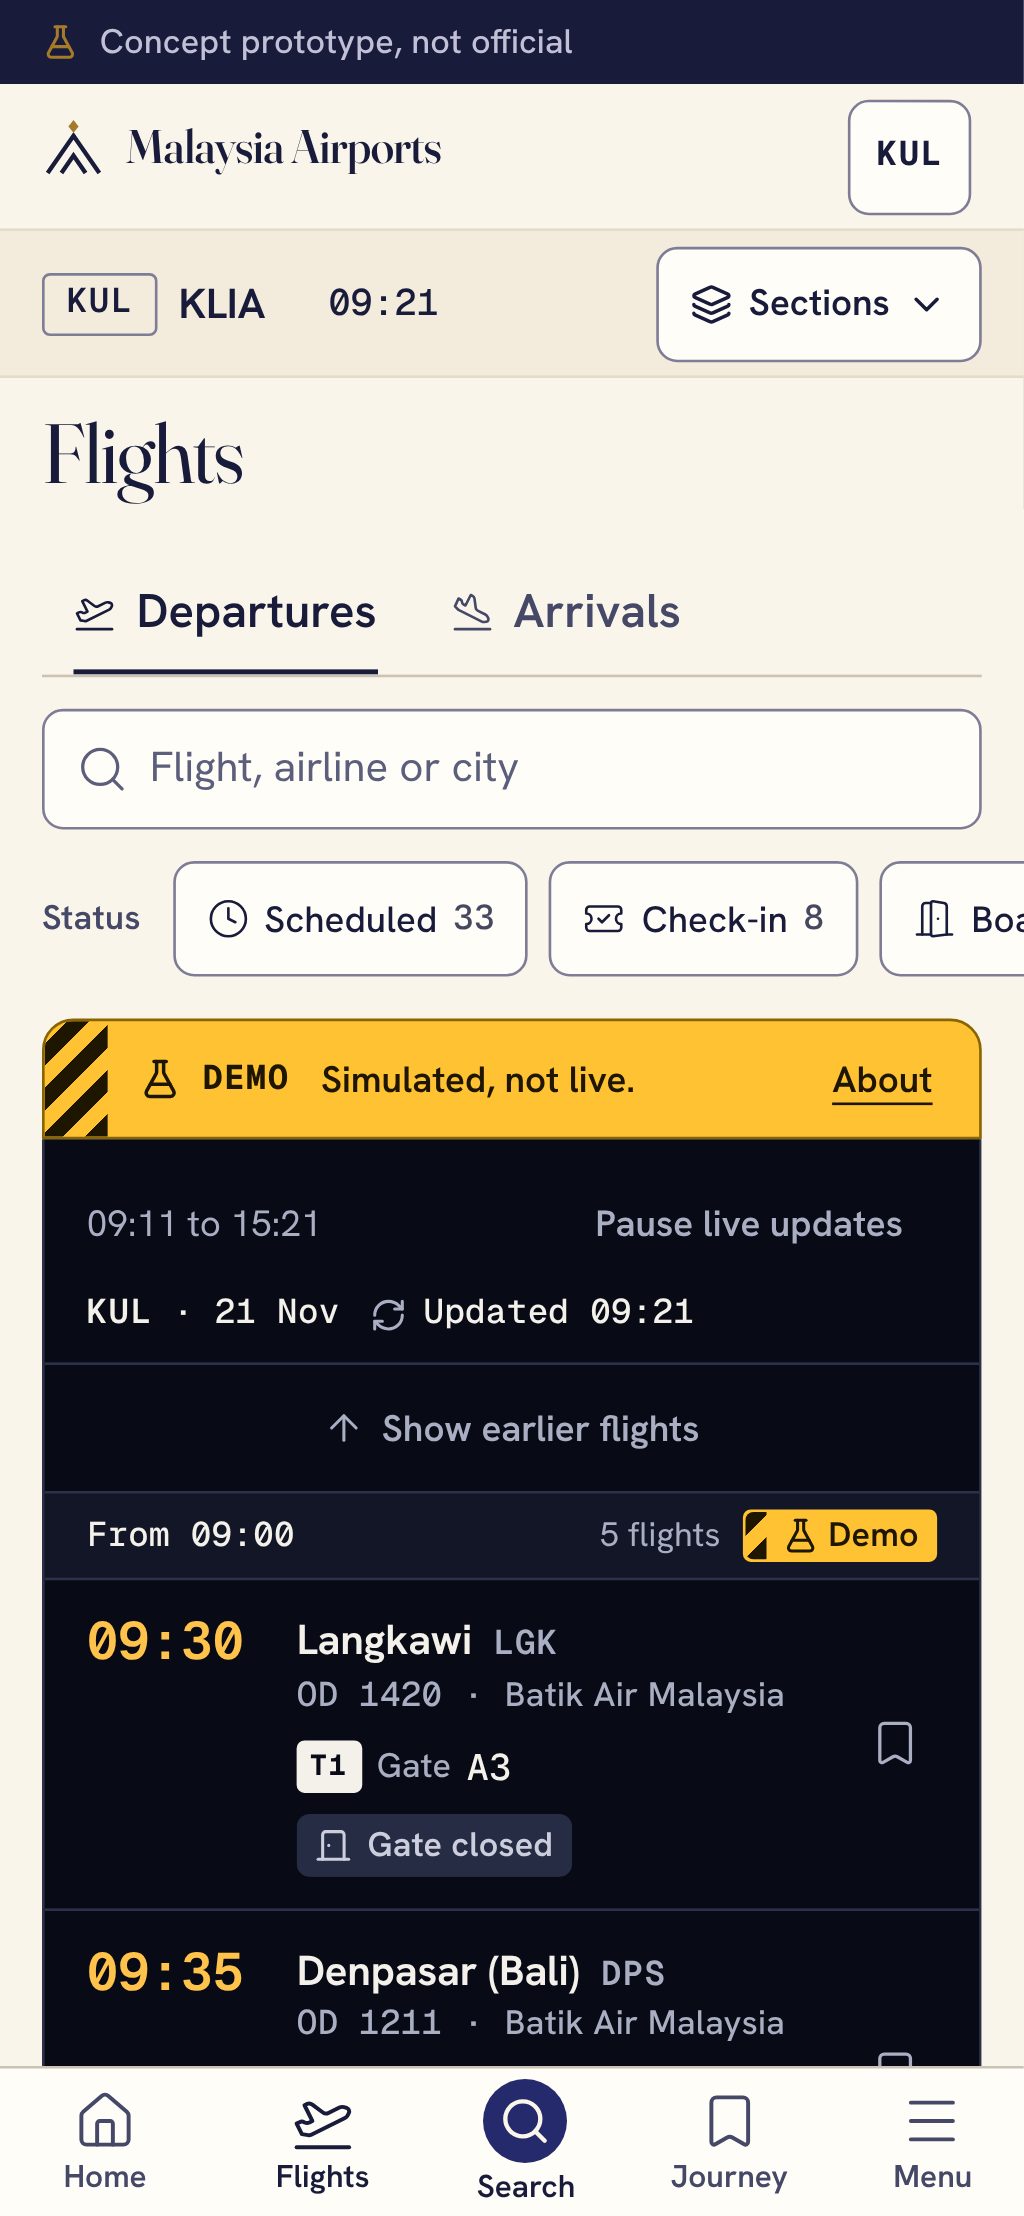 Concept prototype, not official
Malaysia Airports
KUL
KUL KLIA 09:21 Sections
Flights
Departures Arrivals
Flight, airline or city
Status Scheduled 33 Check-in 8 Boa
DEMO Simulated, not live. About
09:11 to 15:21 Pause live updates
KUL · 21 Nov Updated 09:21
Show earlier flights
From 09:00 5 flights Demo
09:30 Langkawi LGK
OD 1420 · Batik Air Malaysia
T1 Gate A3
Gate closed
09:35 Denpasar (Bali) DPS
OD 1211 · Batik Air Malaysia
Home Flights Search Journey Menu